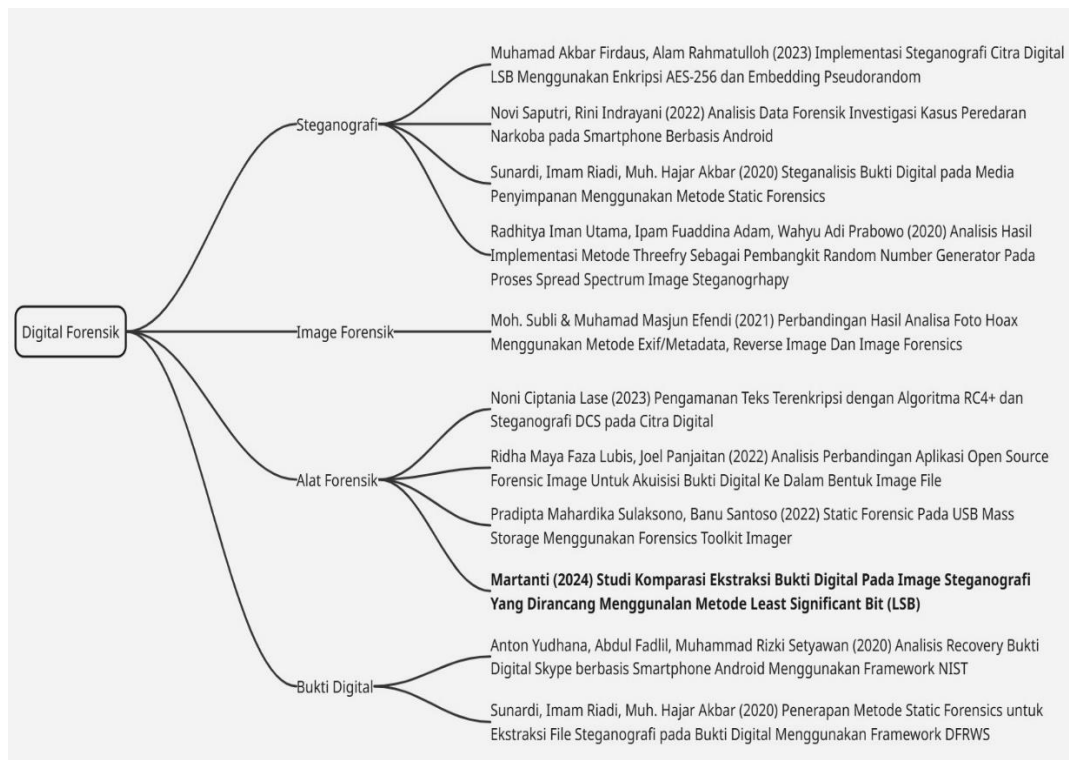 Muhamad Akbar Firdaus, Alam Rahmatulloh (2023) Implementasi Steganografi Citra Digital
LSB Menggunakan Enkripsi AES-256 dan Embedding Pseudorandom
Steganografi
Novi Saputri, Rini Indrayani (2022) Analisis Data Forensik Investigasi Kasus Peredaran
Narkoba pada Smartphone Berbasis Android
Sunardi, Imam Riadi, Muh. Hajar Akbar (2020) Steganalisis Bukti Digital pada Media
Penyimpanan Menggunakan Metode Static Forensics
Radhitya Iman Utama, Ipam Fuaddina Adam, Wahyu Adi Prabowo (2020) Analisis Hasil
Implementasi Metode Threefry Sebagai Pembangkit Random Number Generator Pada
Proses Spread Spectrum Image Steganogrhapy
Digital Forensik
Image Forensik
Moh. Subli & Muhamad Masjun Efendi (2021) Perbandingan Hasil Analisa Foto Hoax
Menggunakan Metode Exif/Metadata, Reverse Image Dan Image Forensics
Noni Ciptania Lase (2023) Pengamanan Teks Terenkripsi dengan Algoritma RC4+ dan
Steganografi DCS pada Citra Digital
Alat Forensik
Ridha Maya Faza Lubis, Joel Panjaitan (2022) Analisis Perbandingan Aplikasi Open Source
Forensic Image Untuk Akuisisi Bukti Digital Ke Dalam Bentuk Image File
Pradipta Mahardika Sulaksono, Banu Santoso (2022) Static Forensic Pada USB Mass
Storage Menggunakan Forensics Toolkit Imager
Martanti (2024) Studi Komparasi Ekstraksi Bukti Digital Pada Image Steganografi
Yang Dirancang Menggunalan Metode Least Significant Bit (LSB)
Bukti Digital
Anton Yudhana, Abdul Fadlil, Muhammad Rizki Setyawan (2020) Analisis Recovery Bukti
Digital Skype berbasis Smartphone Android Menggunakan Framework NIST
Sunardi, Imam Riadi, Muh. Hajar Akbar (2020) Penerapan Metode Static Forensics untuk
Ekstraksi File Steganografi pada Bukti Digital Menggunakan Framework DFRWS